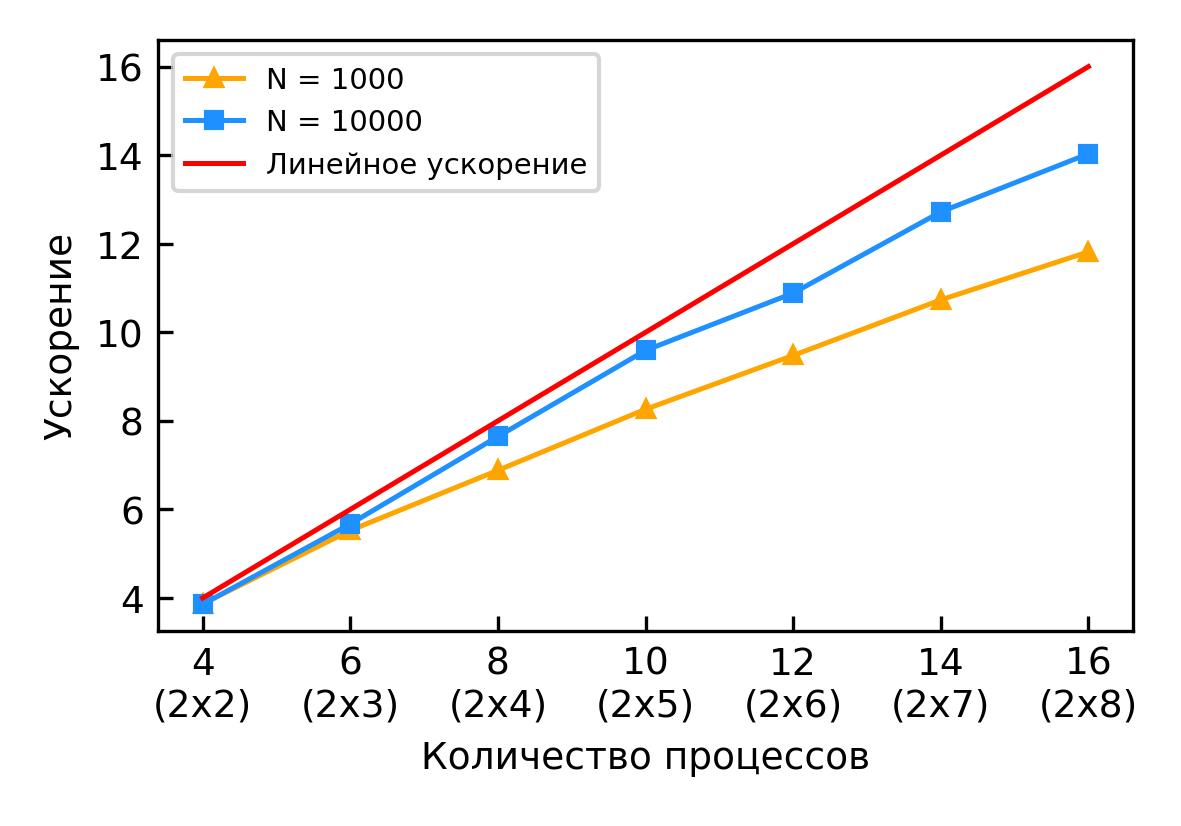 N = 1000
N = 10000
Линейное ускорение
Ускорение
16
14
12
10
8
6
4
4 6 8 10 12 14 16
(2x2) (2x3) (2x4) (2x5) (2x6) (2x7) (2x8)
Количество процессов